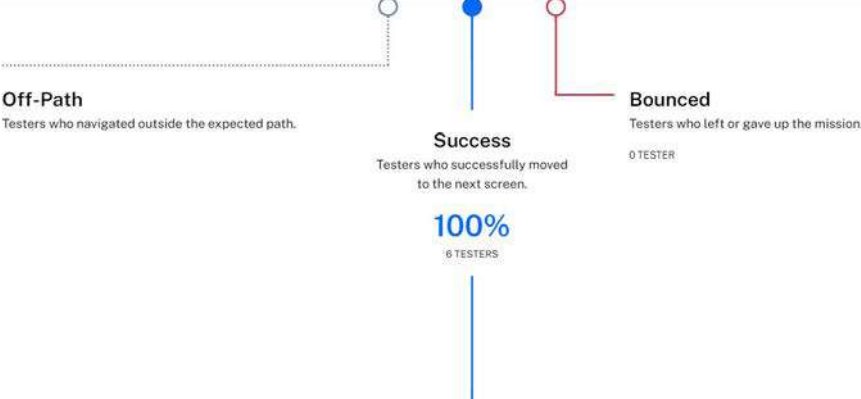 Off-Path
Testers who navigated outside the expected path.
Success
Testers who successfully moved
to the next screen.
100%
6 TESTERS
Bounced
Testers who left or gave up the mission
0 TESTER